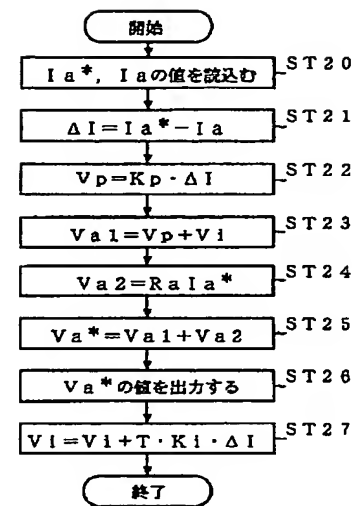 開始
Ia*, Iaの値を読込む
ST20
ΔI=Ia*-Ia
ST21
Vp=Kp・ΔI
ST22
Va1=Vp+Vi
ST23
Va2=RaIa*
ST24
Va*=Va1+Va2
ST25
Va*の値を出力する
ST26
Vi=Vi+T・Ki・ΔI
ST27
終了